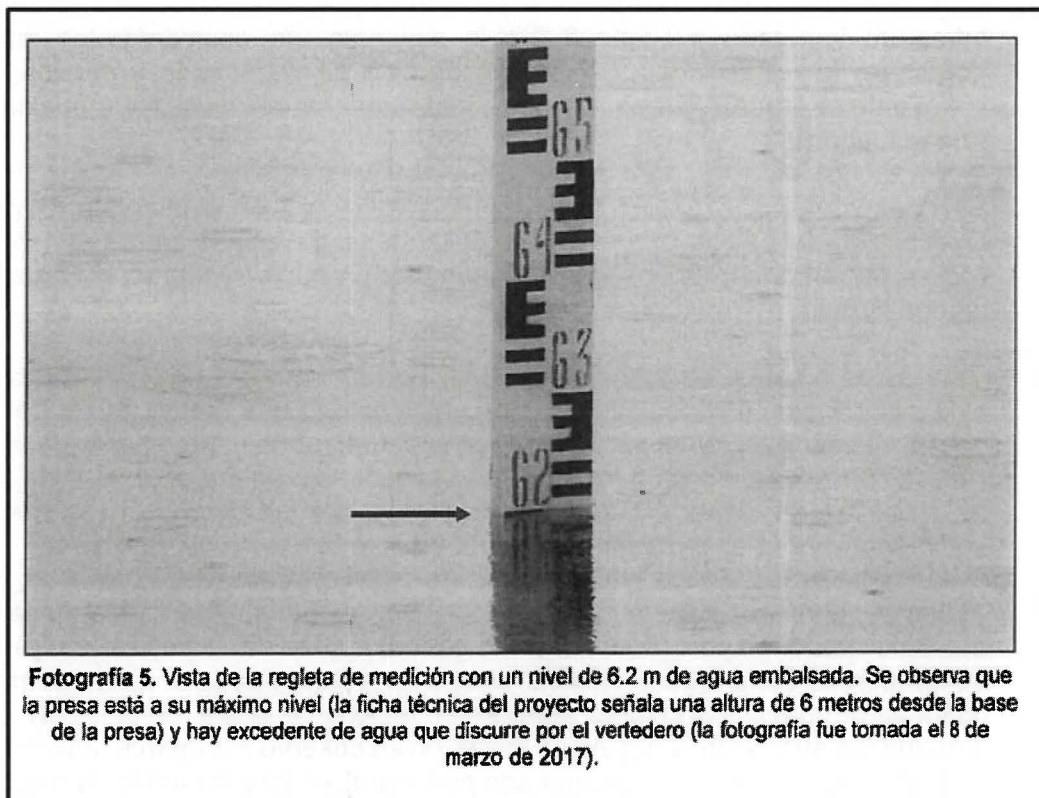 65
64
63
62
Fotografía 5. Vista de la regleta de medición con un nivel de 6.2 m de agua embalsada. Se observa que
la presa está a su máximo nivel (la ficha técnica del proyecto señala una altura de 6 metros desde la base
de la presa) y hay excedente de agua que discurre por el vertedero (la fotografía fue tomada el 8 de
marzo de 2017).